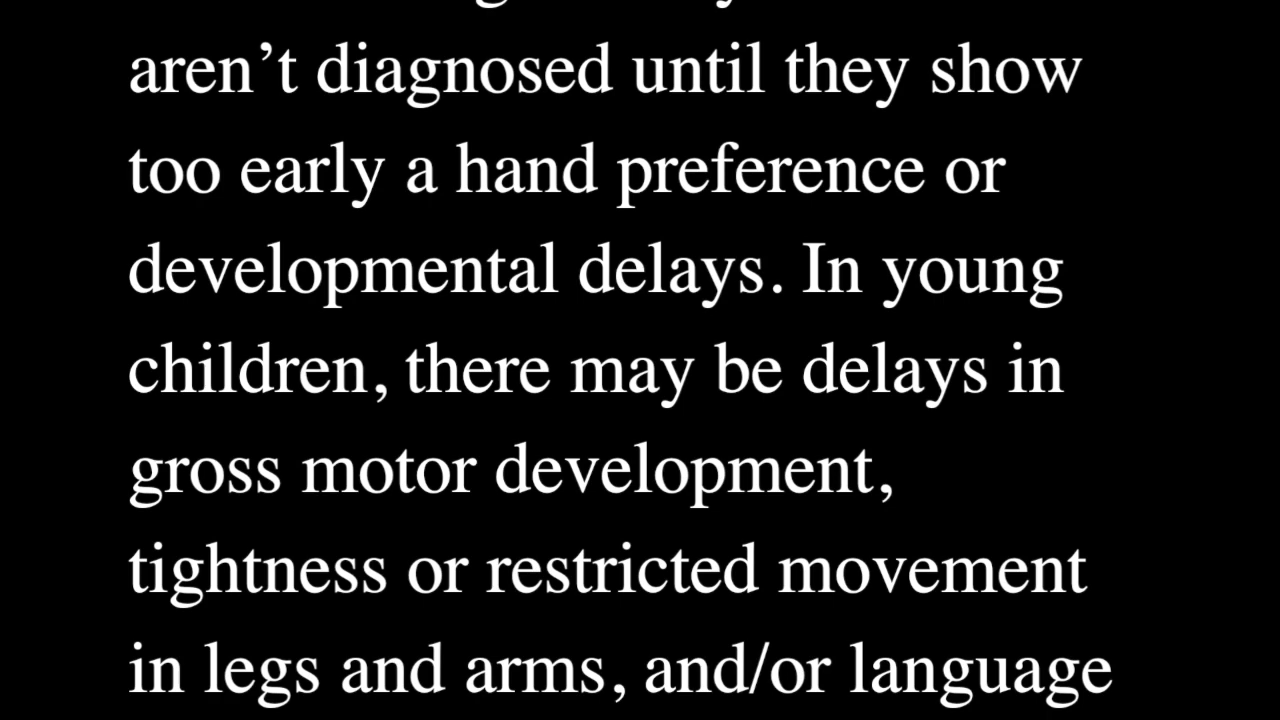 aren’t diagnosed until they show
too early a hand preference or
developmental delays. In young
children, there may be delays in
gross motor development,
tightness or restricted movement
in legs and arms, and/or language